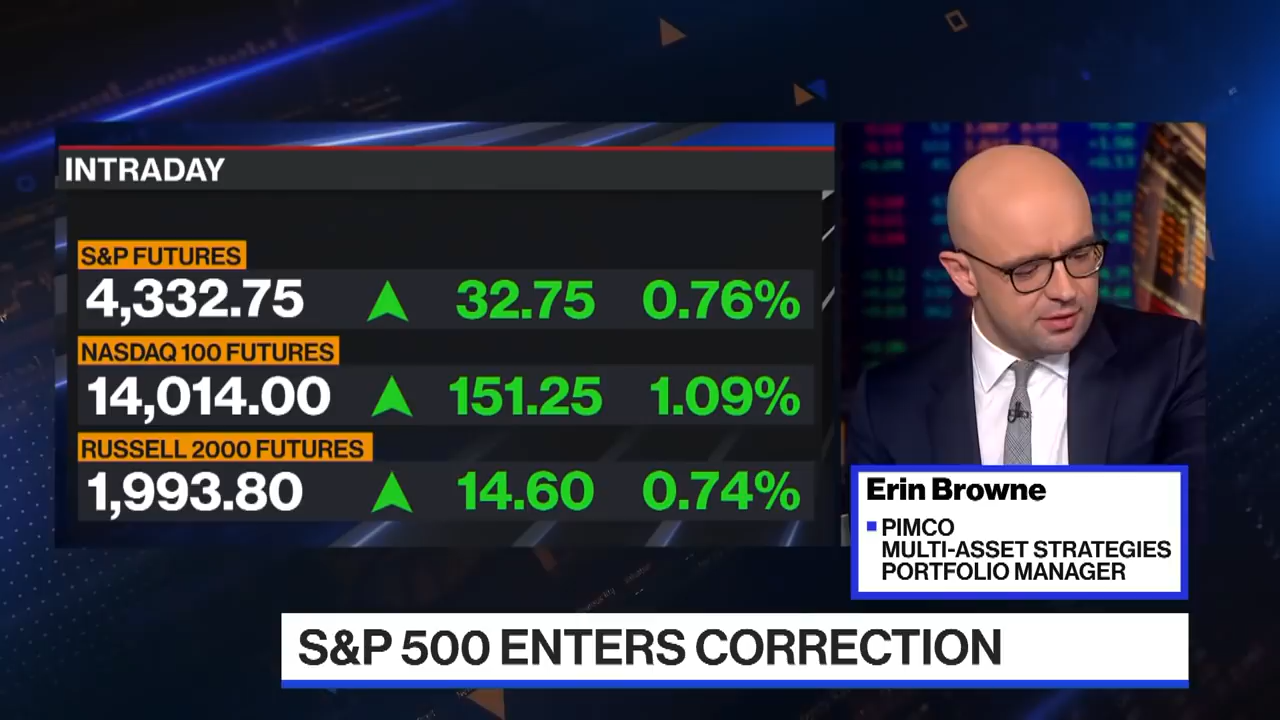 INTRADAY
S&P FUTURES
4,332.75 ▲ 32.75 0.76%
NASDAQ 100 FUTURES
14,014.00 ▲ 151.25 1.09%
RUSSELL 2000 FUTURES
1,993.80 ▲ 14.60 0.74%
Erin Browne
PIMCO
MULTI-ASSET STRATEGIES
PORTFOLIO MANAGER
S&P 500 ENTERS CORRECTION